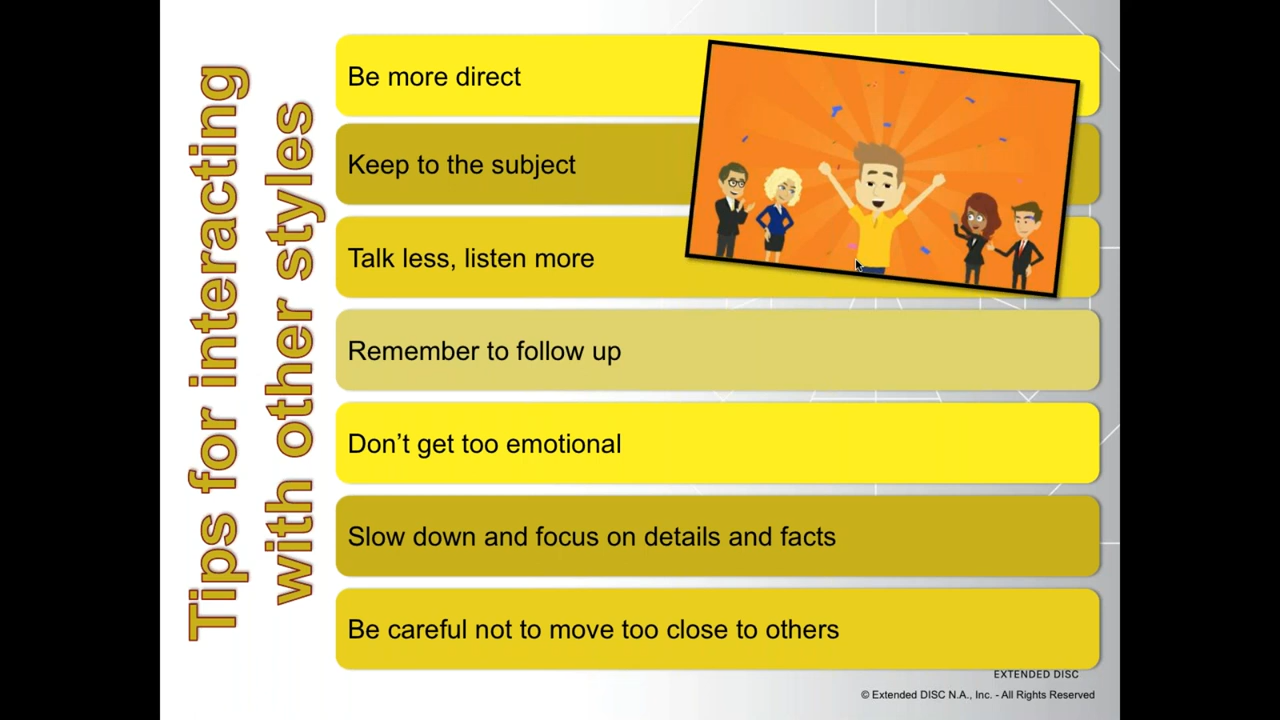 Tips for interacting
with other styles
Be more direct
Keep to the subject
Talk less, listen more
Remember to follow up
Don’t get too emotional
Slow down and focus on details and facts
Be careful not to move too close to others
EXTENDED DISC
© Extended DISC N.A., Inc. - All Rights Reserved